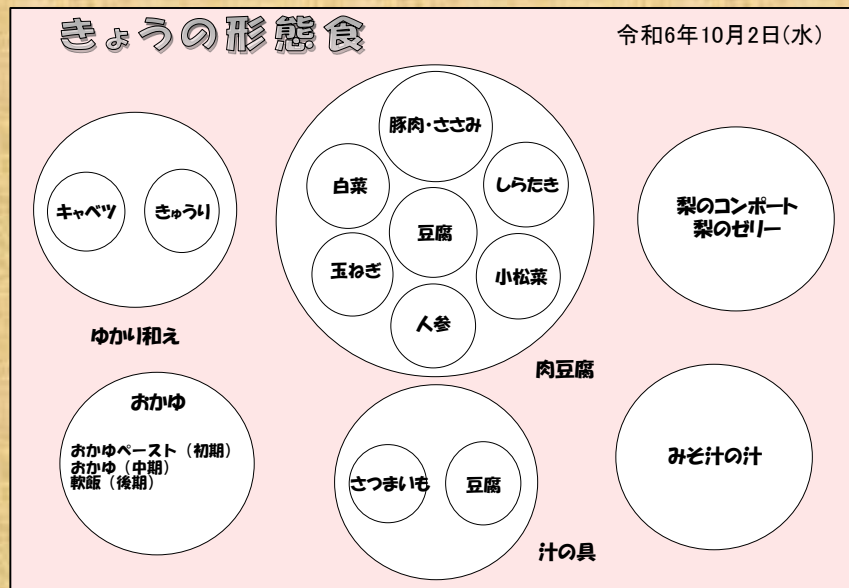 きょうの形態食
令和6年10月2日(水)
キャベツ
きゅうり
ゆかり和え
豚肉・ささみ
白菜
しらたき
豆腐
玉ねぎ
小松菜
人参
肉豆腐
梨のコンポート
梨のゼリー
おかゆ
おかゆペースト（初期）
おかゆ（中期）
軟飯（後期）
さつまいも
豆腐
汁の具
みそ汁の汁